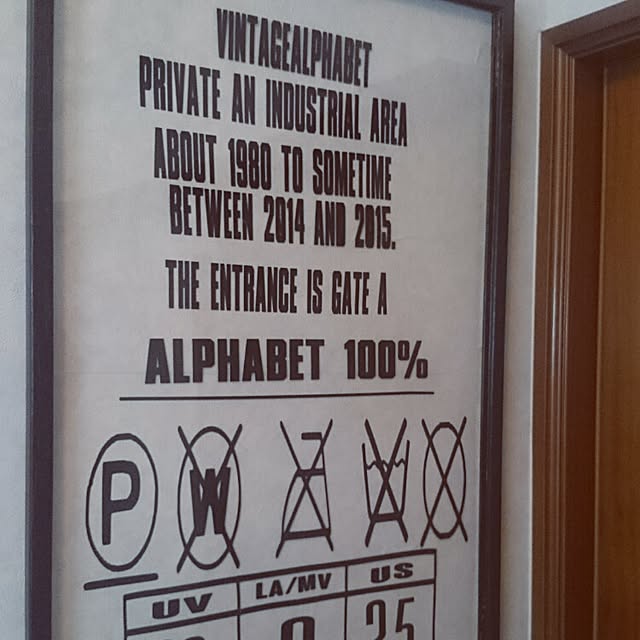 VINTAGEALPHABET
PRIVATE AN INDUSTRIAL AREA
ABOUT 1980 TO SOMETIME
BETWEEN 2014 AND 2015.
THE ENTRANCE IS GATE A
ALPHABET 100%
P W
UV LA/MV US